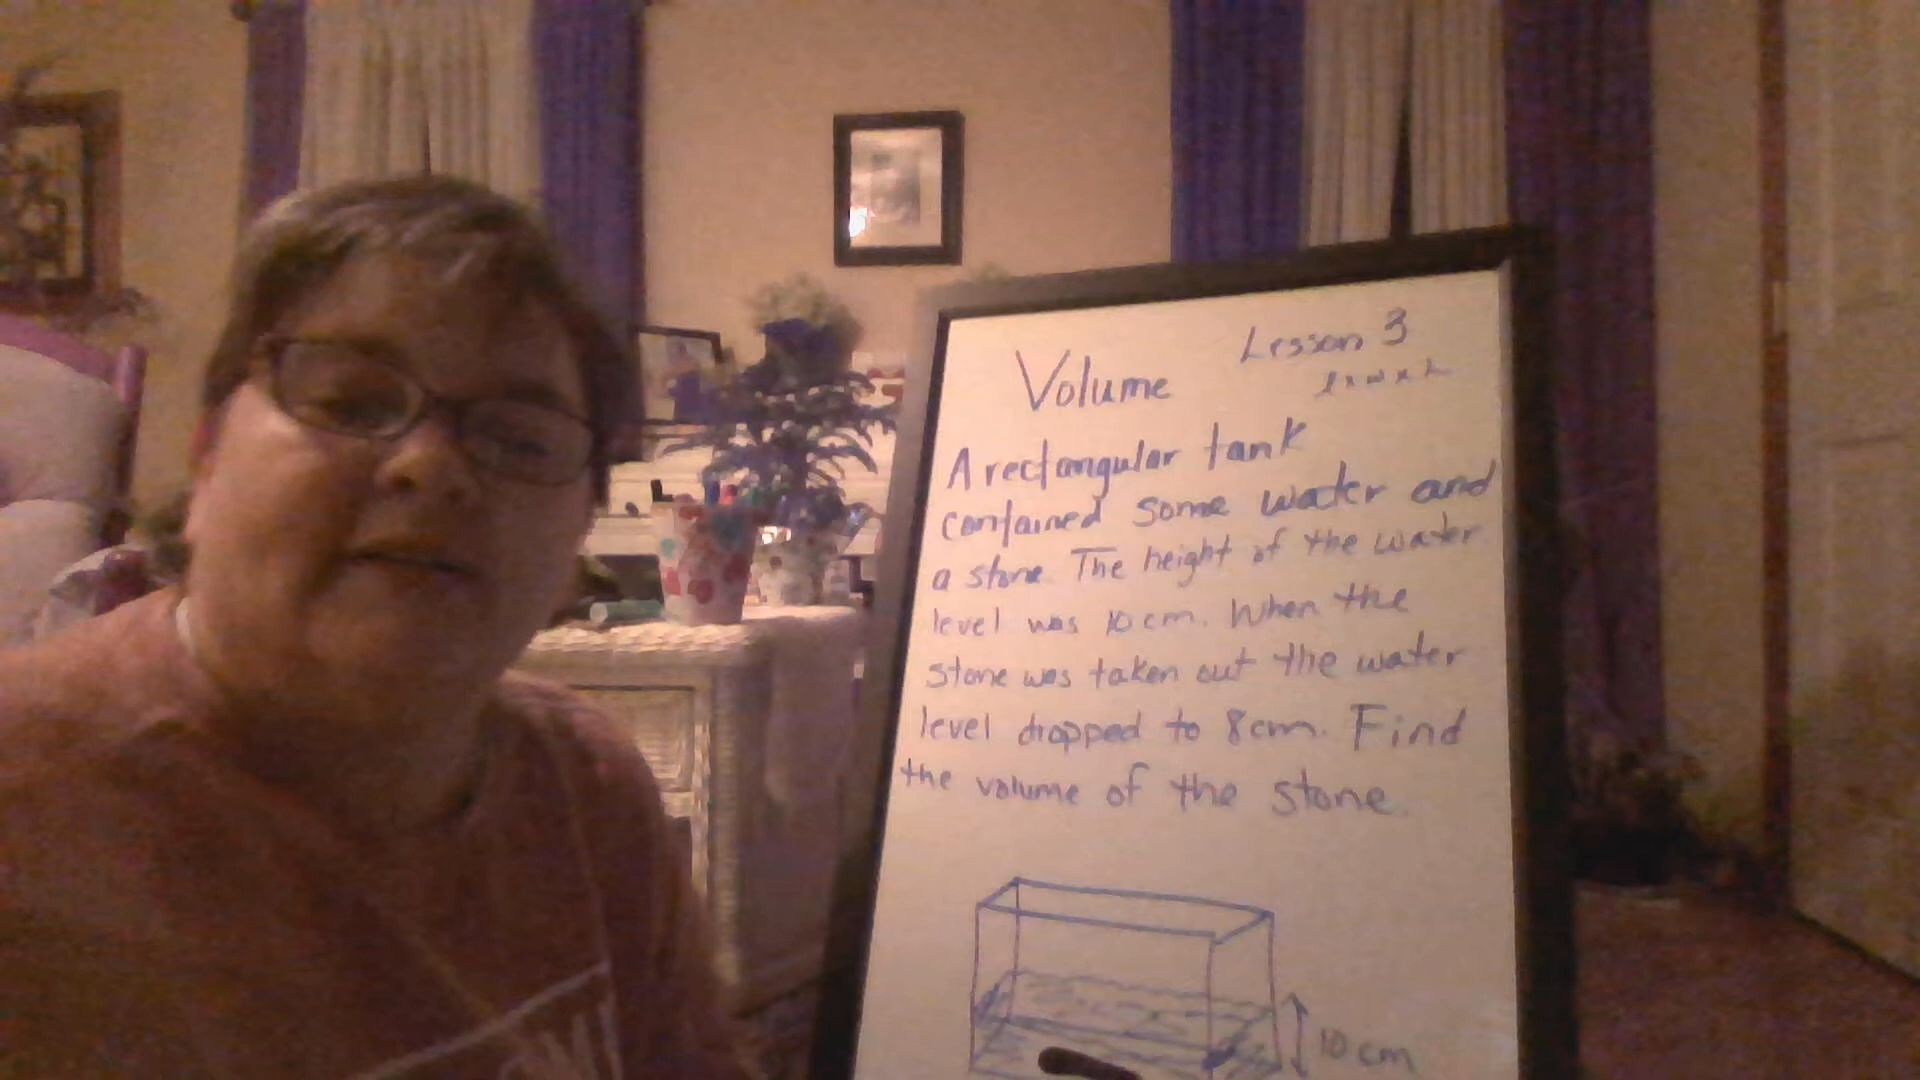 Lesson 3
l x w x h
Volume
A rectangular tank
contained some water and
a stone. The height of the water
level was 10 cm. When the
stone was taken out the water
level dropped to 8 cm. Find
the volume of the stone.
10 cm